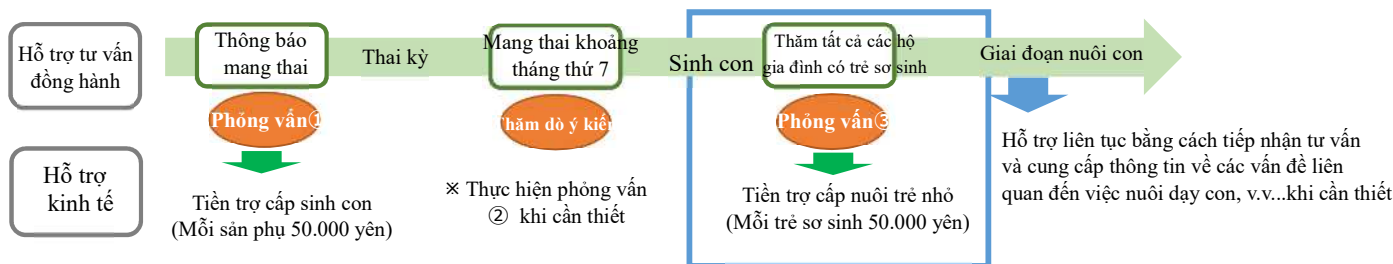 Hỗ trợ tư vấn
đồng hành
Thông báo
mang thai
Thai kỳ
Mang thai khoảng
tháng thứ 7
Sinh con
Thăm tất cả các hộ
gia đình có trẻ sơ sinh
Giai đoạn nuôi con
Phỏng vấn①
Thăm dò ý kiến
Phỏng vấn③
Hỗ trợ
kinh tế
Tiền trợ cấp sinh con
(Mỗi sản phụ 50.000 yên)
※ Thực hiện phỏng vấn
② khi cần thiết
Tiền trợ cấp nuôi trẻ nhỏ
(Mỗi trẻ sơ sinh 50.000 yên)
Hỗ trợ liên tục bằng cách tiếp nhận tư vấn
và cung cấp thông tin về các vấn đề liên
quan đến việc nuôi dạy con, v.v...khi cần thiết